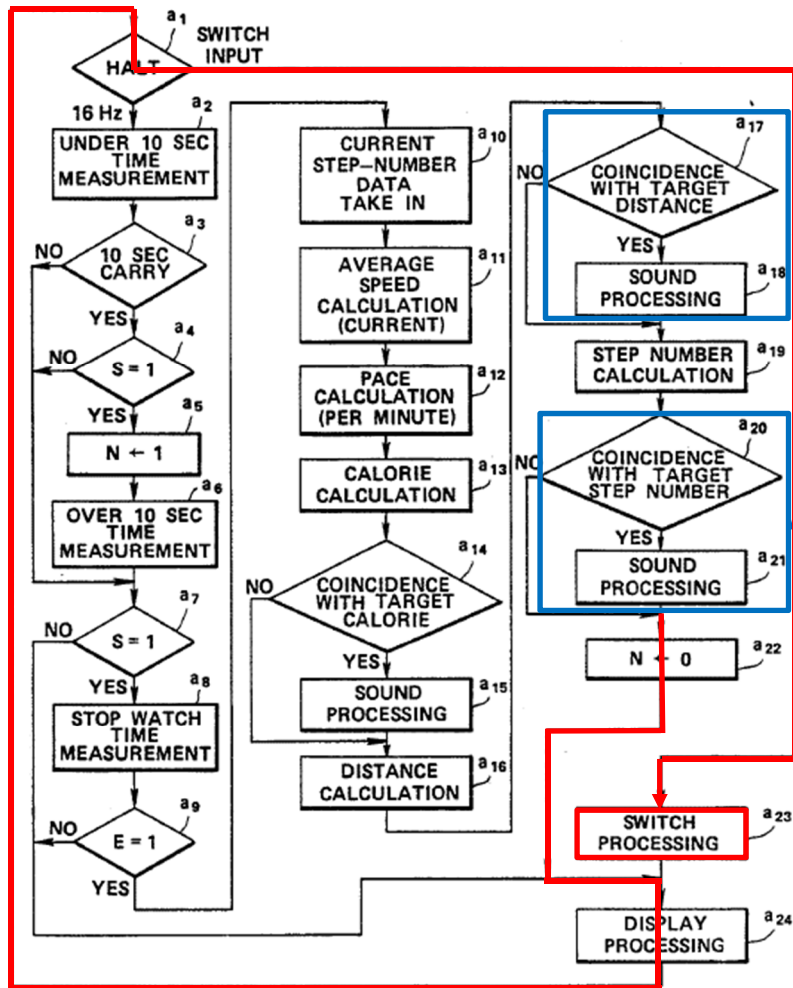 a1
SWITCH
INPUT
HALT
16 Hz
a2
UNDER 10 SEC
TIME
MEASUREMENT
a3
NO
10 SEC
CARRY
YES
a4
NO
S = 1
YES
a5
N ← 1
a6
OVER 10 SEC
TIME
MEASUREMENT
a7
NO
S = 1
YES
a8
STOP WATCH
TIME
MEASUREMENT
a9
NO
E = 1
YES
a10
CURRENT
STEP-NUMBER
DATA
TAKE IN
a11
AVERAGE
SPEED
CALCULATION
(CURRENT)
a12
PACE
CALCULATION
(PER MINUTE)
a13
CALORIE
CALCULATION
a14
NO
COINCIDENCE
WITH TARGET
CALORIE
YES
a15
SOUND
PROCESSING
a16
DISTANCE
CALCULATION
a17
NO
COINCIDENCE
WITH TARGET
DISTANCE
YES
a18
SOUND
PROCESSING
a19
STEP NUMBER
CALCULATION
a20
NO
COINCIDENCE
WITH TARGET
STEP NUMBER
YES
a21
SOUND
PROCESSING
a22
N ← 0
a23
SWITCH
PROCESSING
a24
DISPLAY
PROCESSING